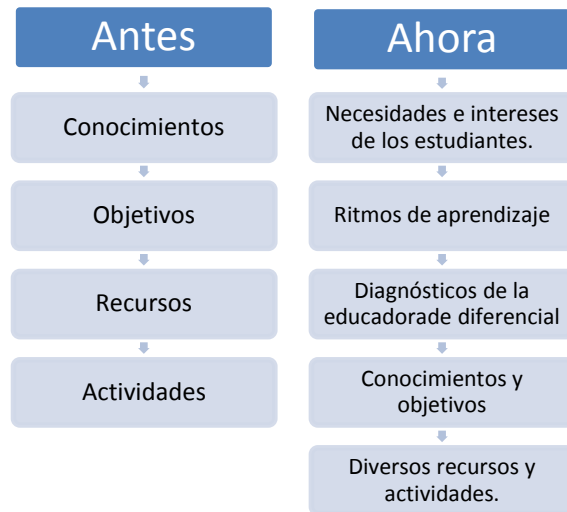 Antes
Conocimientos
Objetivos
Recursos
Actividades
Ahora
Necesidades e intereses
de los estudiantes.
Ritmos de aprendizaje
Diagnósticos de la
educadorade diferencial
Conocimientos y
objetivos
Diversos recursos y
actividades.